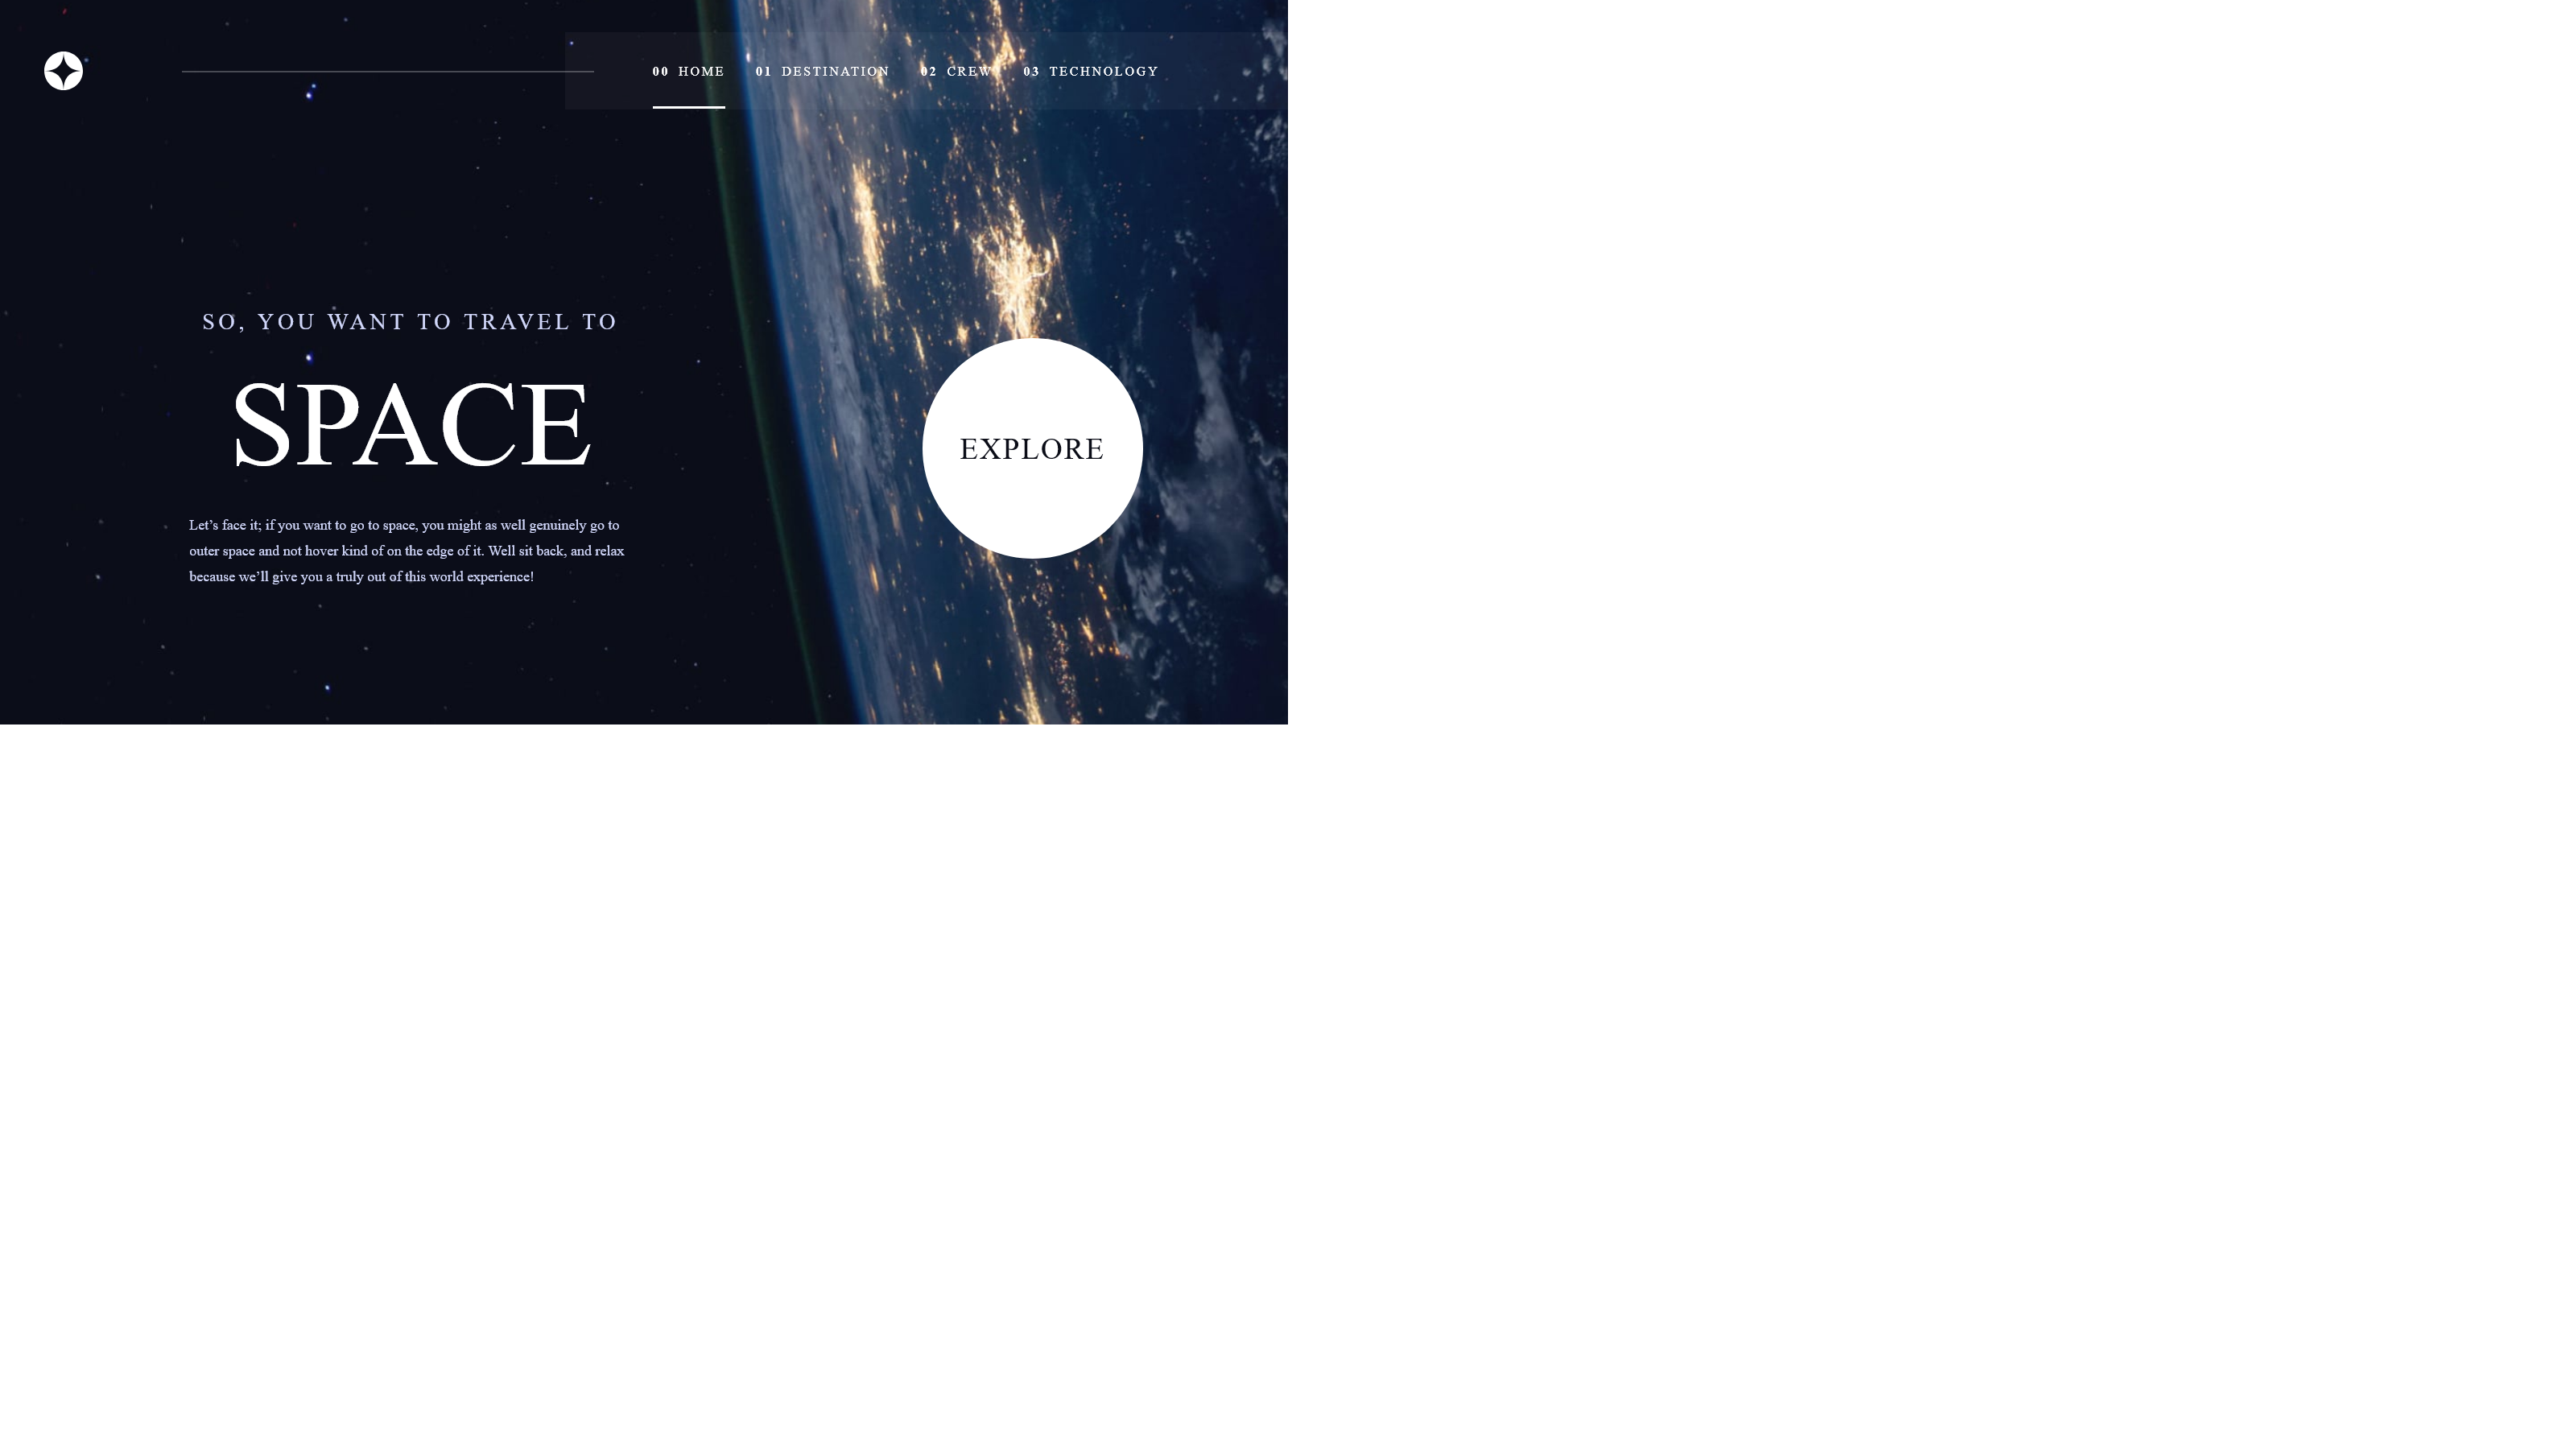 00 HOME 01 DESTINATION 02 CREW 03 TECHNOLOGY
SO, YOU WANT TO TRAVEL TO
SPACE
EXPLORE
Let’s face it; if you want to go to space, you might as well genuinely go to
outer space and not hover kind of on the edge of it. Well sit back, and relax
because we’ll give you a truly out of this world experience!